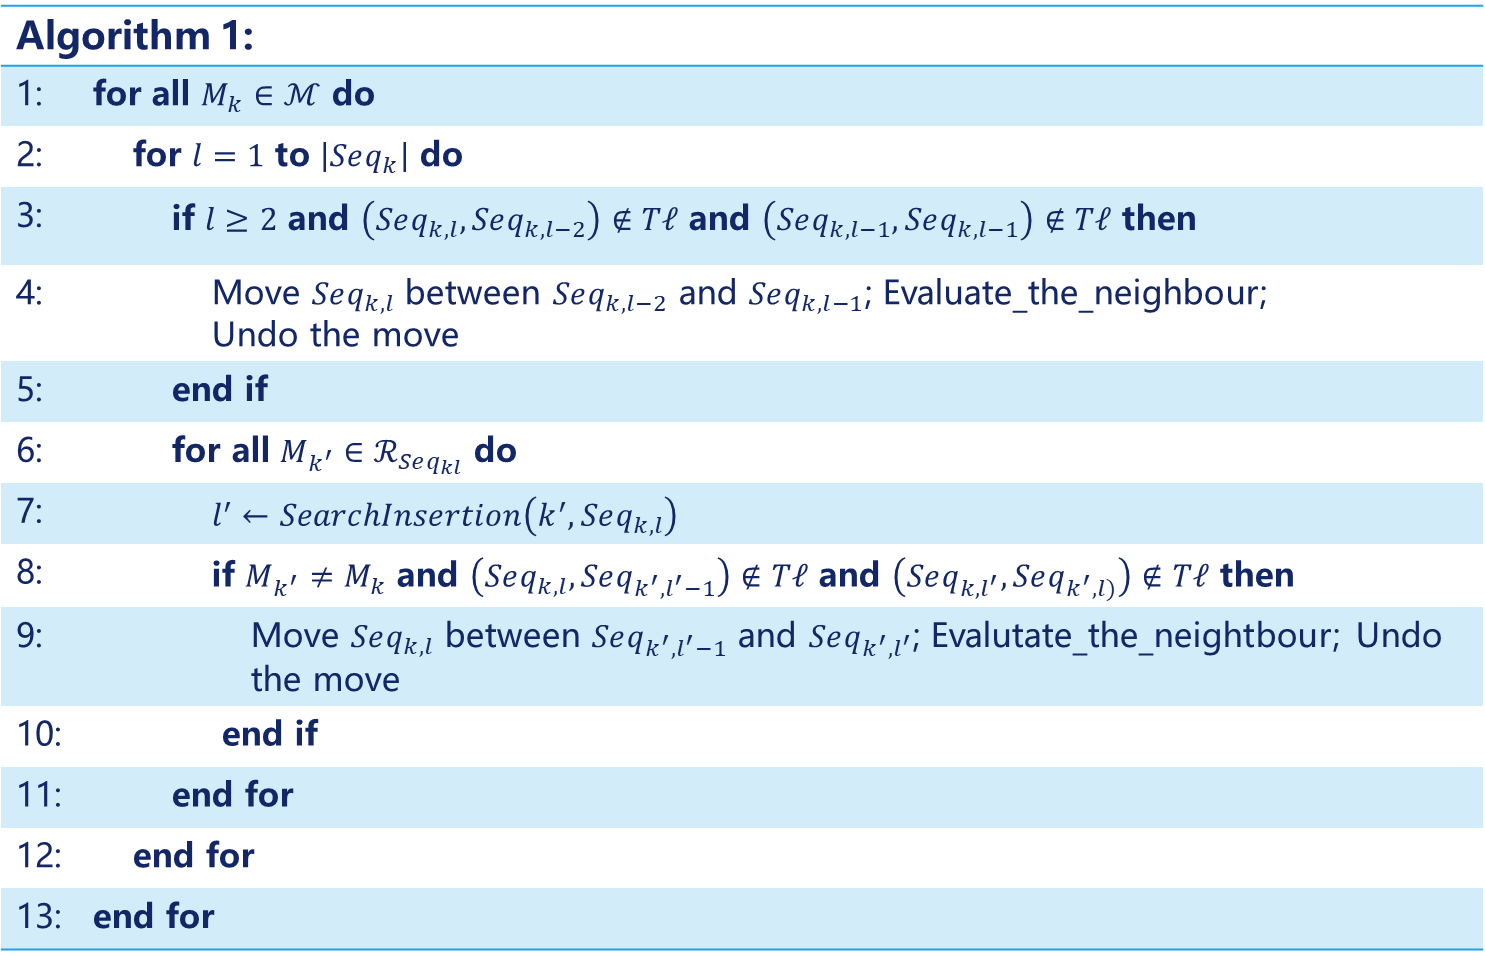 Algorithm 1:
1: for all M_k ∈ ℳ do
2: for l = 1 to |Seq_k| do
3: if l ≥ 2 and (Seq_{k,l}, Seq_{k,l−2}) ∉ Tℓ and (Seq_{k,l−1}, Seq_{k,l−1}) ∉ Tℓ then
4: Move Seq_{k,l} between Seq_{k,l−2} and Seq_{k,l−1}; Evaluate_the_neighbour;
Undo the move
5: end if
6: for all M_{k′} ∈ ℛ_{Seq_{kl}} do
7: l′ ← SearchInsertion(k′, Seq_{k,l})
8: if M_{k′} ≠ M_k and (Seq_{k,l}, Seq_{k′,l′−1}) ∉ Tℓ and (Seq_{k,l′}, Seq_{k′,l)}) ∉ Tℓ then
9: Move Seq_{k,l} between Seq_{k′,l′−1} and Seq_{k′,l′}; Evalutate_the_neightbour; Undo
the move
10: end if
11: end for
12: end for
13: end for